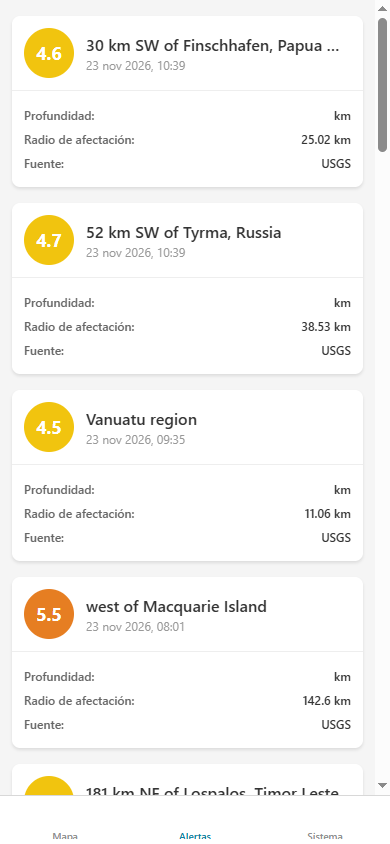 4.6
30 km SW of Finschhafen, Papua ...
23 nov 2026, 10:39
Profundidad: km
Radio de afectación: 25.02 km
Fuente: USGS
4.7
52 km SW of Tyrma, Russia
23 nov 2026, 10:39
Profundidad: km
Radio de afectación: 38.53 km
Fuente: USGS
4.5
Vanuatu region
23 nov 2026, 09:35
Profundidad: km
Radio de afectación: 11.06 km
Fuente: USGS
5.5
west of Macquarie Island
23 nov 2026, 08:01
Profundidad: km
Radio de afectación: 142.6 km
Fuente: USGS
181 km NE of Lospalos, Timor Leste
Mapa Alertas Sistema